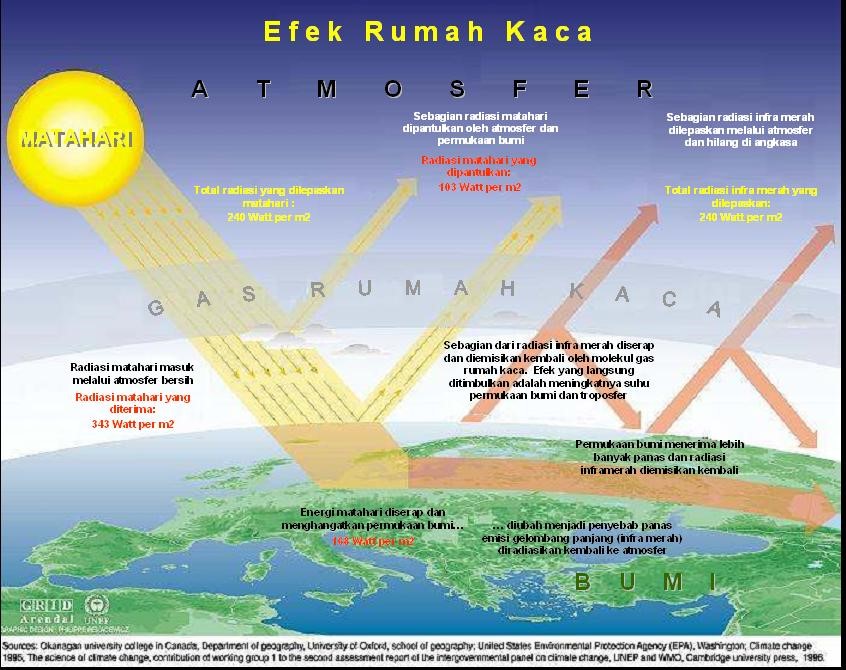 Efek Rumah Kaca
ATMOSFER
MATAHARI
Sebagian radiasi matahari
dipantulkan oleh atmosfer dan
permukaan bumi
Radiasi matahari yang
dipantulkan:
103 Watt per m2
Sebagian radiasi infra merah
dilepaskan melalui atmosfer
dan hilang di angkasa
Total radiasi yang dilepaskan
matahari :
240 Watt per m2
Total radiasi infra merah yang
dilepaskan:
240 Watt per m2
GAS RUMAH KACA
Radiasi matahari masuk
melalui atmosfer bersih
Radiasi matahari yang
diterima:
343 Watt per m2
Sebagian dari radiasi infra merah diserap
dan diemisikan kembali oleh molekul gas
rumah kaca. Efek yang langsung
ditimbulkan adalah meningkatnya suhu
permukaan bumi dan troposfer
Permukaan bumi menerima lebih
banyak panas dan radiasi
inframerah diemisikan kembali
Energi matahari diserap dan
menghangatkan permukaan bumi...
168 Watt per m2
... diubah menjadi penyebab panas
emisi gelombang panjang (infra merah)
diradiasikan kembali ke atmosfer
BUMI
GRID
Arendal UNEP
GRAPHIC DESIGN: PHILIPPE REKACEWICZ
Sources: Okanagan university college in Canada, Department of geography, University of Oxford, school of geography; United States Environmental Protection Agency (EPA), Washington; Climate change
1995, The science of climate change, contribution of working group 1 to the second assessment report of the intergovernmental panel on climate change, UNEP and WMO, Cambridge university press, 1996.